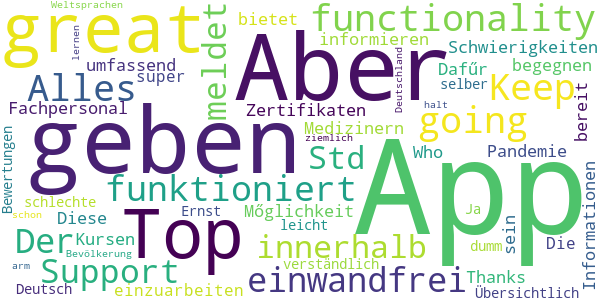 Weltsprachen
great
lernen
umfassend
super
Alles
Fachpersonal
meldet
bietet
functionality
informieren
Aber
Deutschland
Schwierigkeiten
Dafűr
begegnen
selber
Keep
bereit
Zertifikaten
going
Medizinern
ziemlich
halt
geben
Std
Who
Pandemie
Bewertungen
funktioniert
App
Informationen
schlechte
Top
Ernst
Mőglichkeit
Ja
Diese
leicht
schon
Der
Kursen
innerhalb
dumm
sein
Die
Bevölkerung
verständlich
arm
Support
einwandfrei
Thanks
Deutsch
einzuarbeiten
Übersichtlich